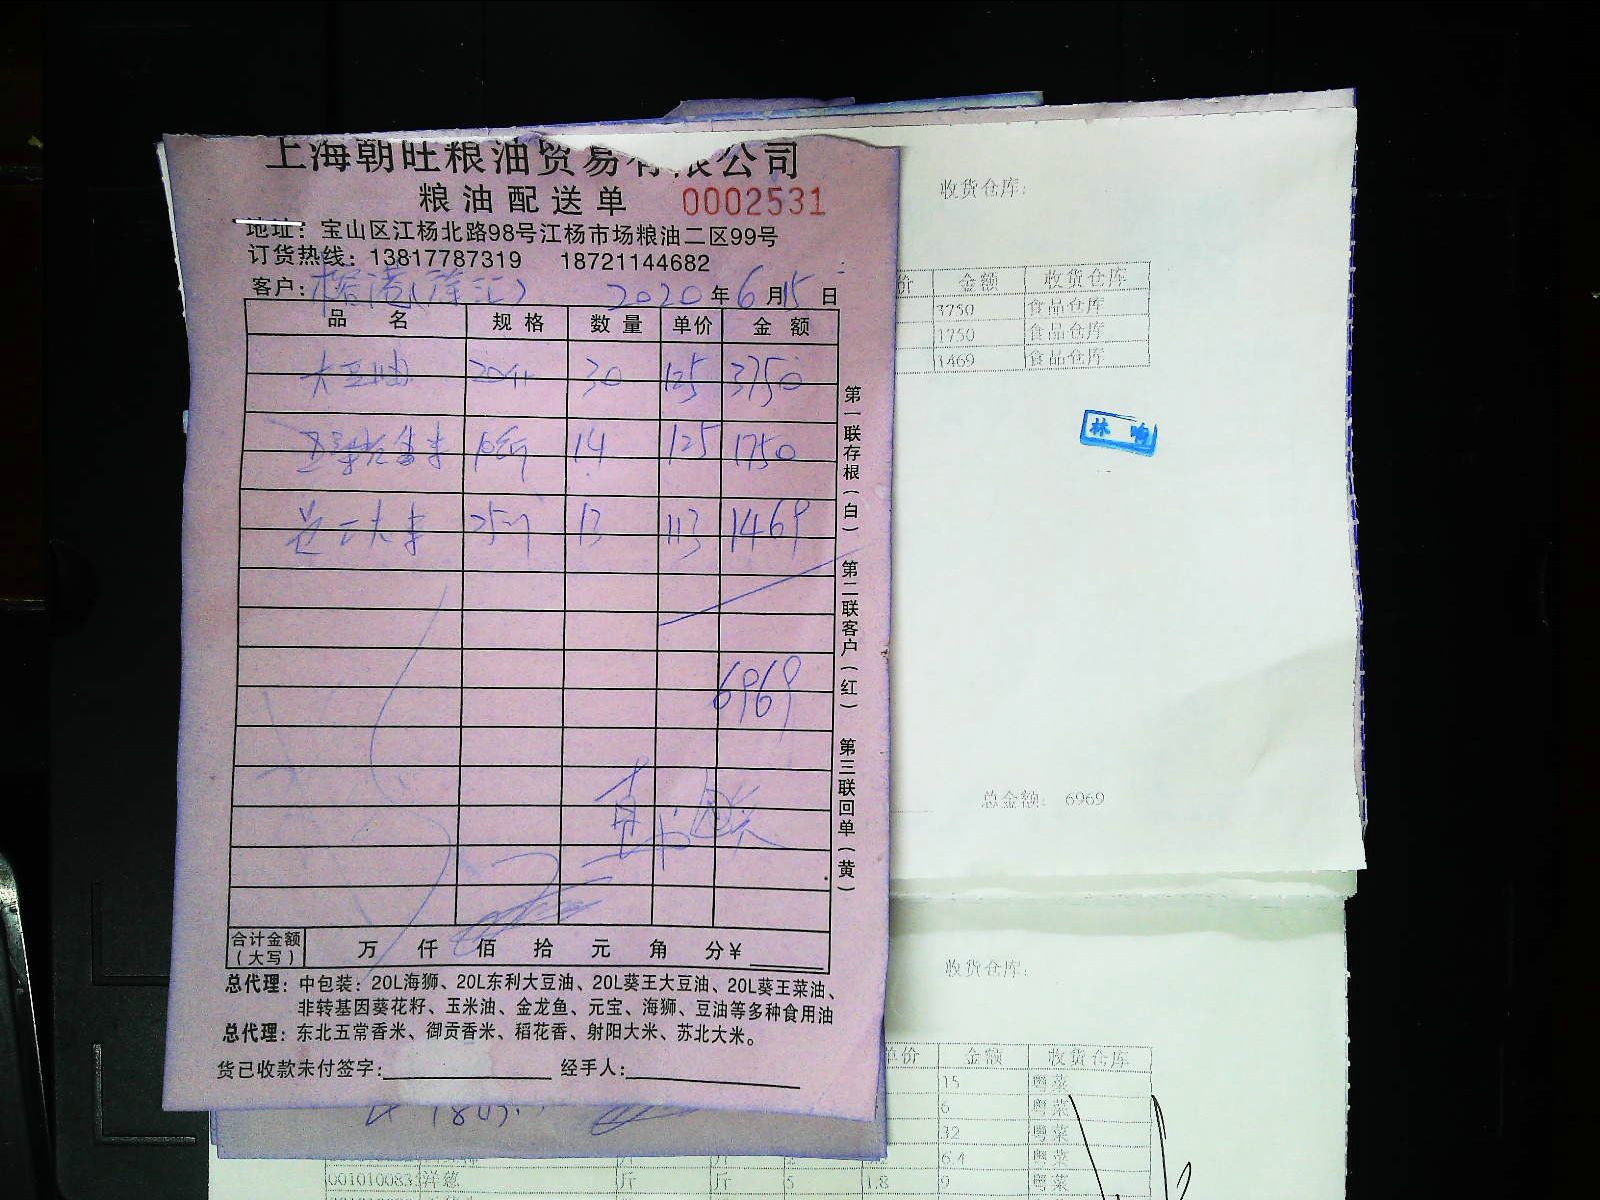 上海朝旺粮油贸易有限公司
粮油配送单 0002531
地址：宝山区江杨北路98号江杨市场粮油二区99号
订货热线：13817787319 18721144682
客户： 2020年6月15日
品名 规格 数量 单价 金额
大豆油 30 125 3750
14 125 1750
13 113 1469
6969
第一联存根（白） 第二联客户（红） 第三联回单（黄）
合计金额（大写） 万 仟 佰 拾 元 角 分¥
总代理：中包装：20L海狮、20L东利大豆油、20L葵王大豆油、20L葵王菜油、
非转基因葵花籽、玉米油、金龙鱼、元宝、海狮、豆油等多种食用油
总代理：东北五常香米、御贡香米、稻花香、射阳大米、苏北大米。
货已收款未付签字： 经手人：
收货仓库：
价 金额 收货仓库
3750 食品仓库
1750 食品仓库
1469 食品仓库
林
总金额： 6969
收货仓库：
单价 金额 收货仓库
15 粤菜
6 粤菜
32 粤菜
6.4 粤菜
洋葱 斤 斤 5 1.8 9 粤菜